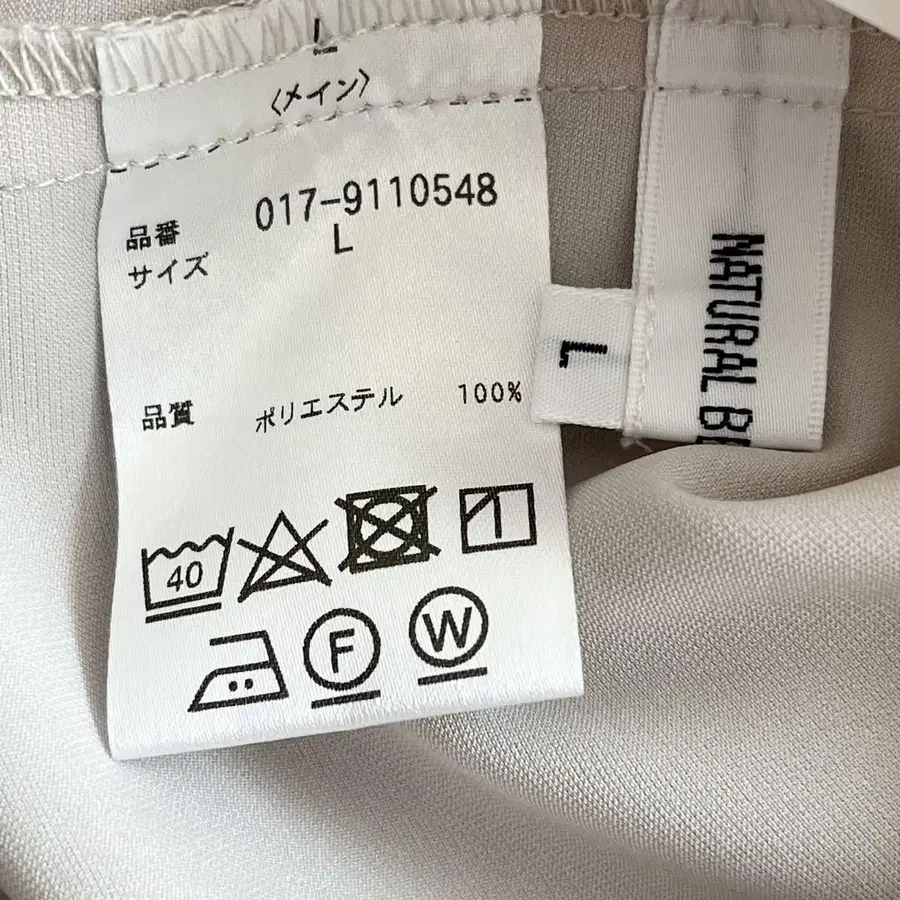 L
〈メイン〉
品番 017-9110548
サイズ L
品質 ポリエステル 100%
40
F
W
L
NATURAL